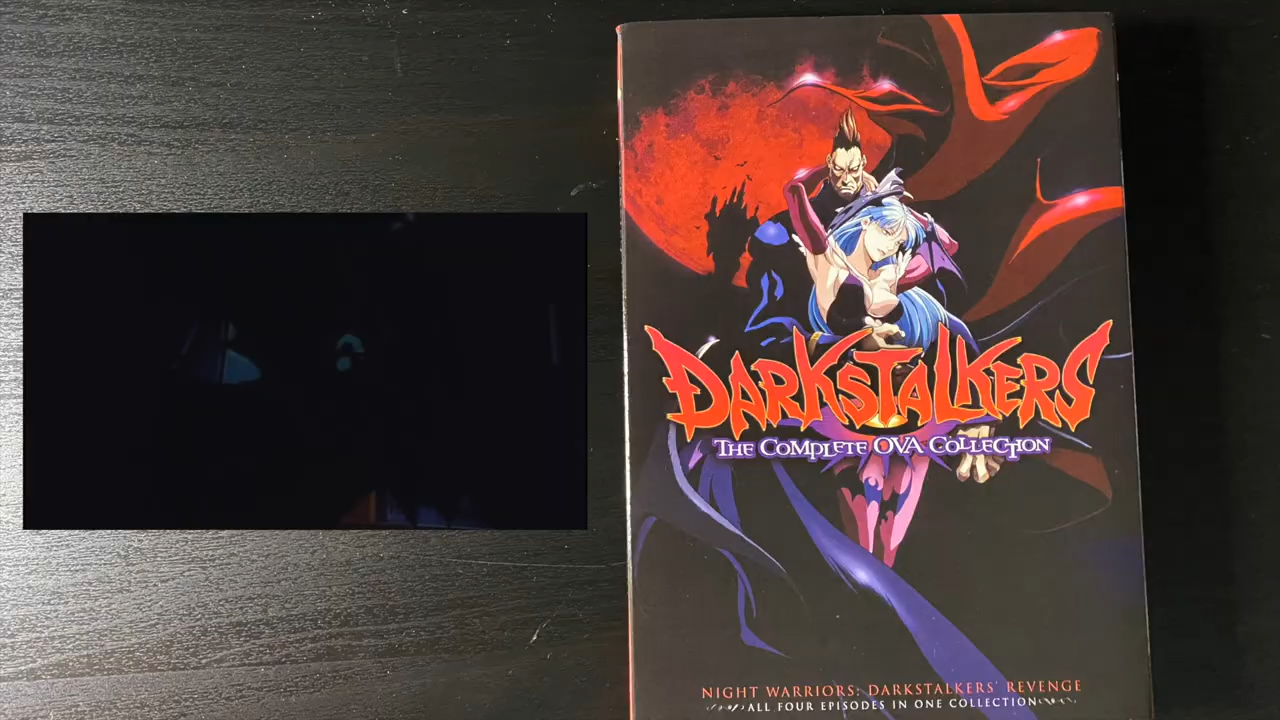 DARKSTALKERS
THE COMPLETE OVA COLLECTION
NIGHT WARRIORS: DARKSTALKERS' REVENGE
ALL FOUR EPISODES IN ONE COLLECTION